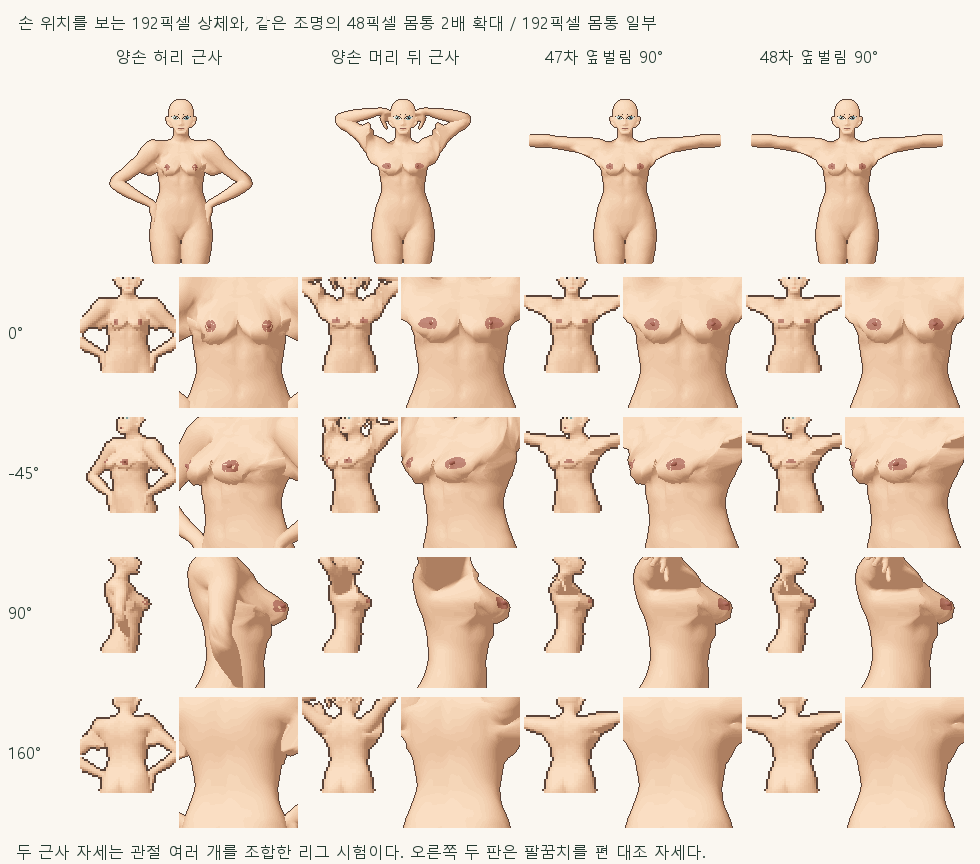 손 위치를 보는 192픽셀 상체와, 같은 조명의 48픽셀 몸통 2배 확대 / 192픽셀 몸통 일부
양손 허리 근사
양손 머리 뒤 근사
47차 옆벌림 90°
48차 옆벌림 90°
0°
-45°
90°
160°
두 근사 자세는 관절 여러 개를 조합한 리그 시험이다. 오른쪽 두 판은 팔꿈치를 편 대조 자세다.